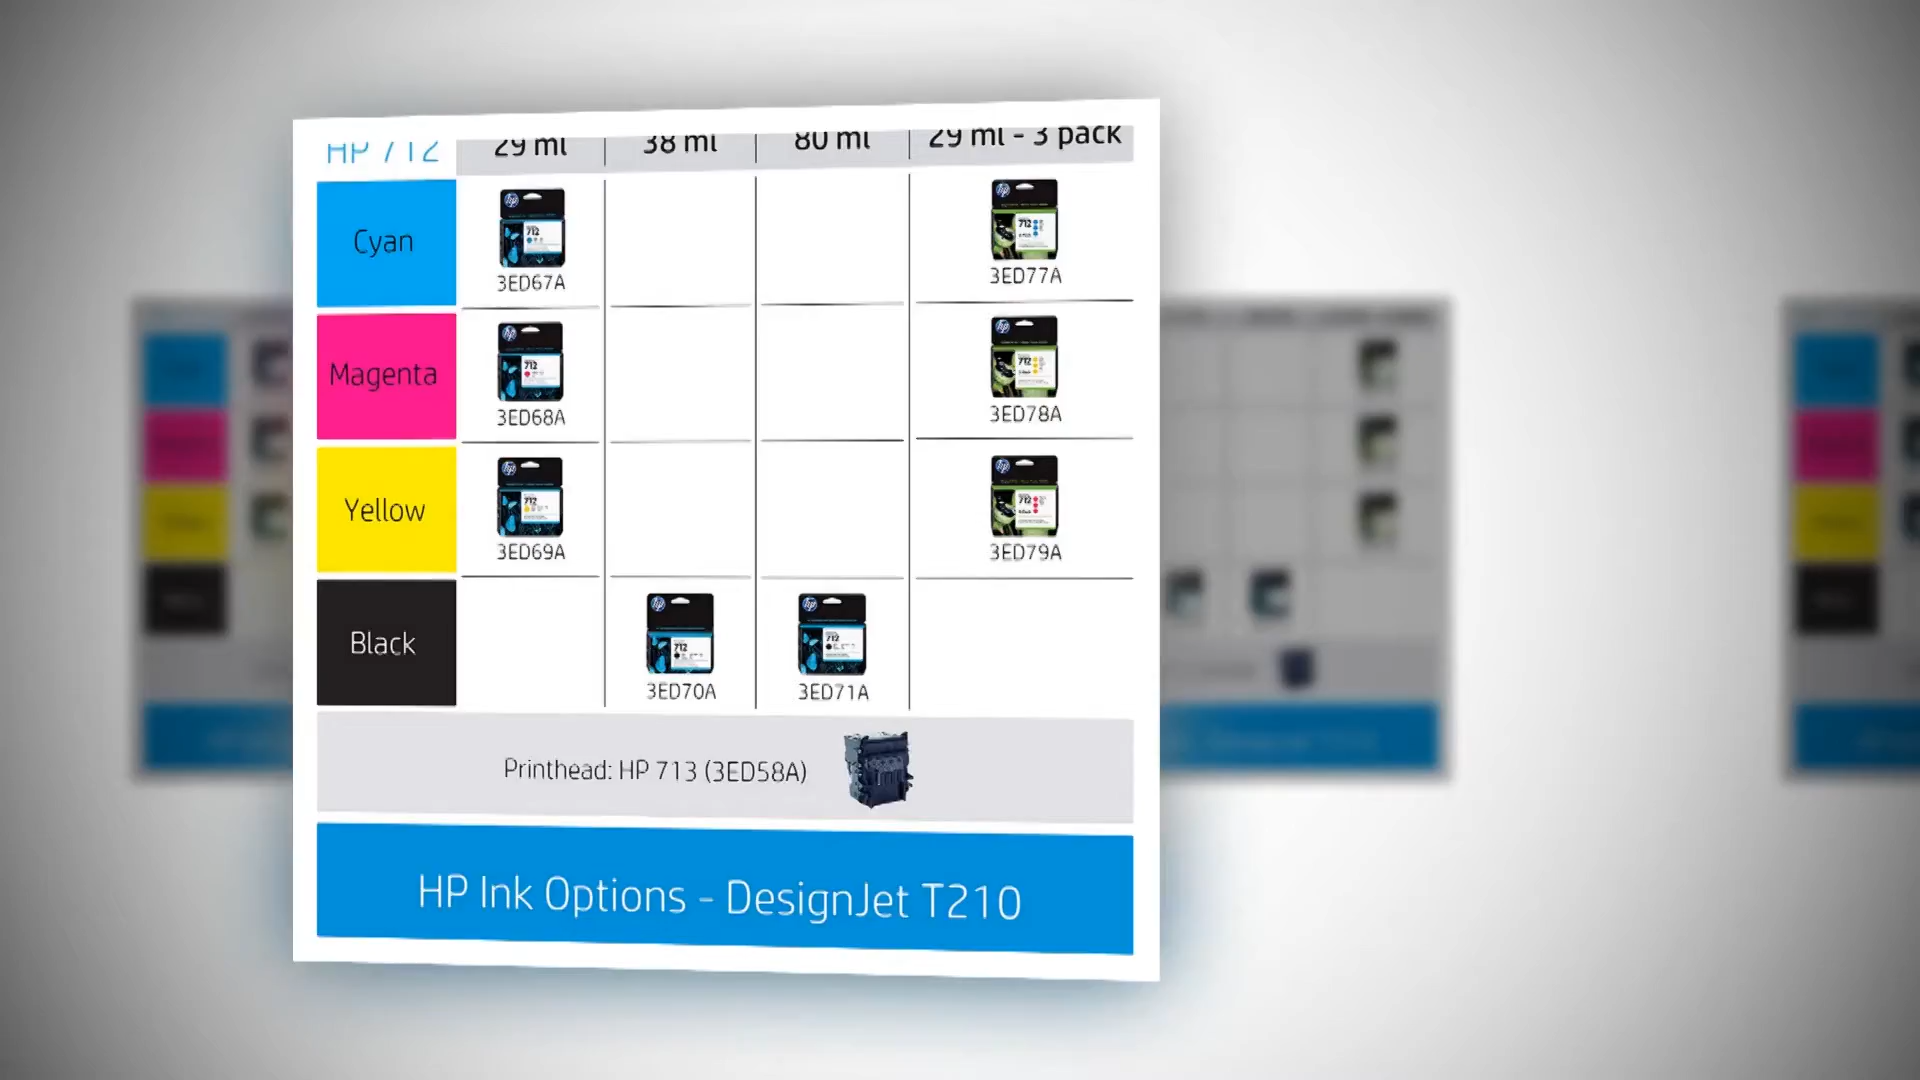 HP 712 29 ml 38 ml 80 ml 29 ml - 3 pack
Cyan
3ED67A 3ED77A
Magenta
3ED68A 3ED78A
Yellow
3ED69A 3ED79A
Black
3ED70A 3ED71A
Printhead: HP 713 (3ED58A)
HP Ink Options - DesignJet T210